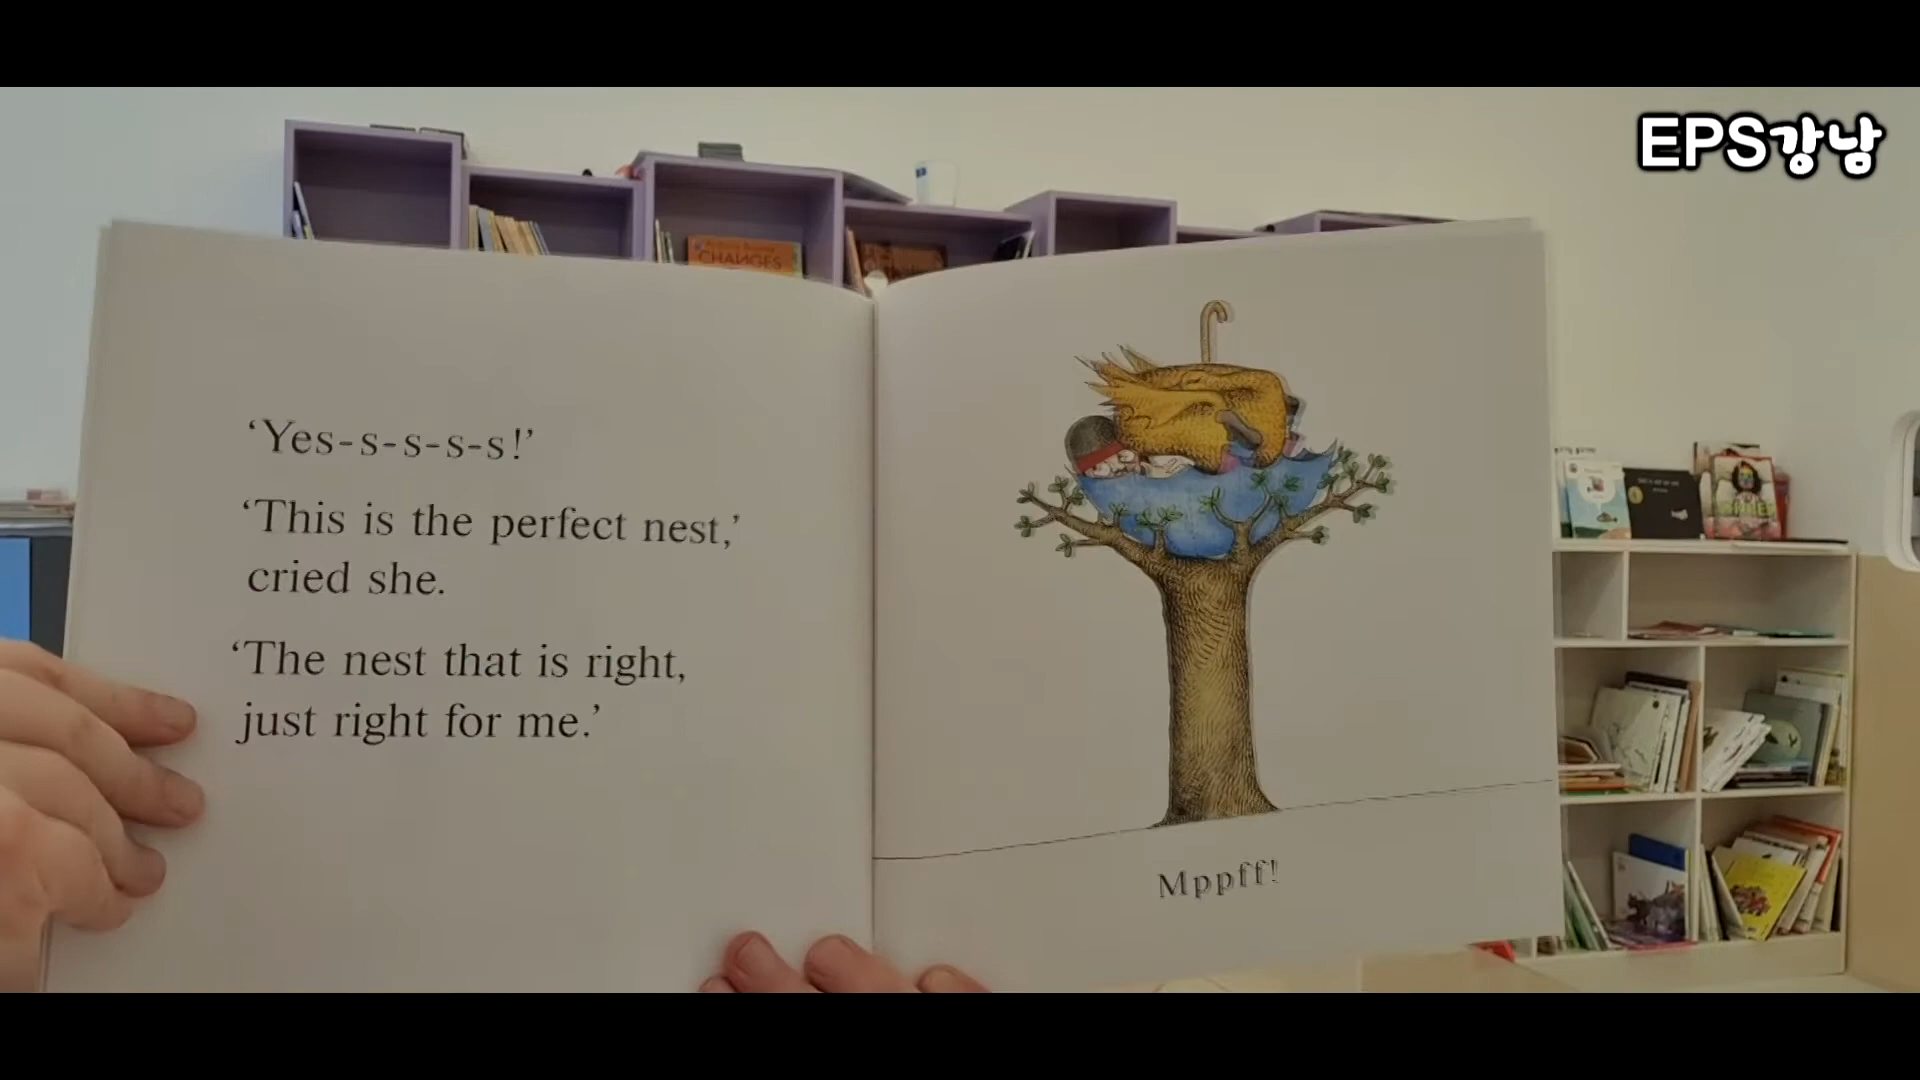 EPS강남
CHANGES
‘Yes-s-s-s-s!’
‘This is the perfect nest,’
cried she.
‘The nest that is right,
just right for me.’
Mppff!